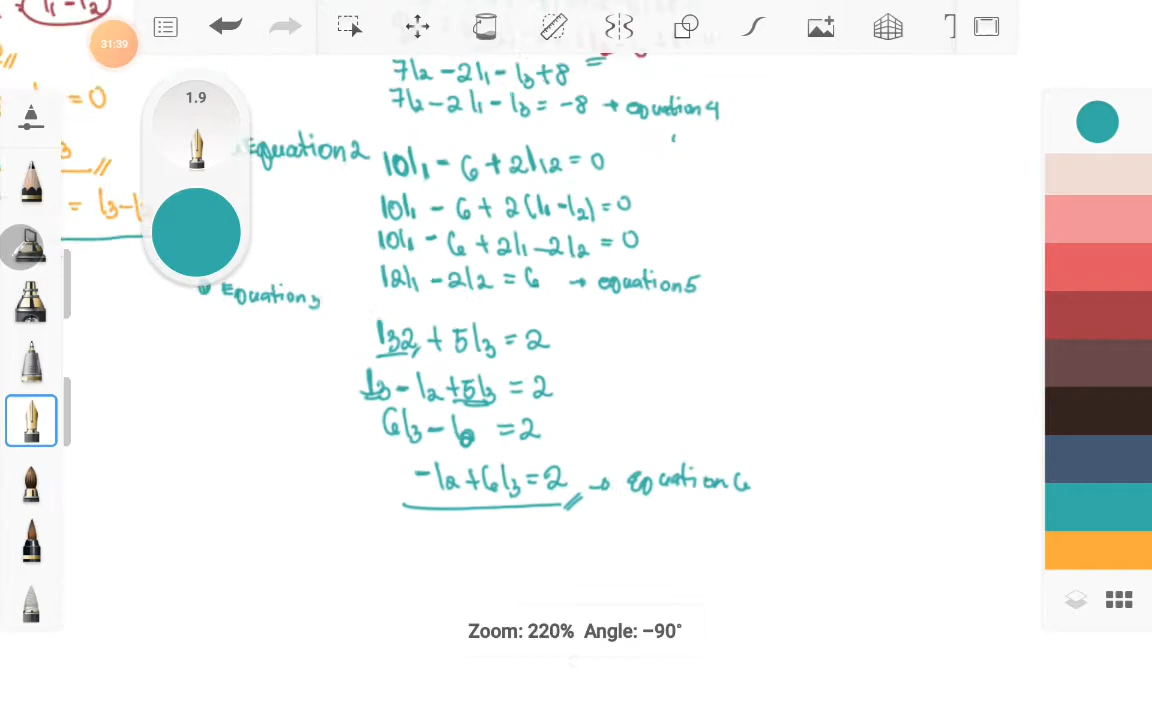 I1-I2
31:39
1.9
= 0
Equation 2
= I3-I
Equation 3
7I2 - 2I1 - I3 + 8 =
7I2 - 2I1 - I3 = -8 → equation 4
10I1 - 6 + 2I12 = 0
10I1 - 6 + 2(I1 - I2) = 0
10I1 - 6 + 2I1 - 2I2 = 0
12I1 - 2I2 = 6 → equation 5
I32 + 5I3 = 2
I3 - I2 + 5I3 = 2
6I3 - I = 2
-I2 + 6I3 = 2 → equation 6
Zoom: 220% Angle: -90°